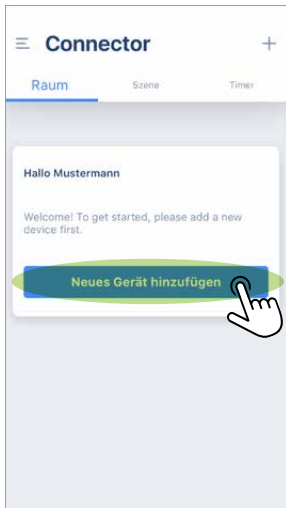 Connector
Raum Szene Timer
Hallo Mustermann
Welcome! To get started, please add a new
device first.
Neues Gerät hinzufügen